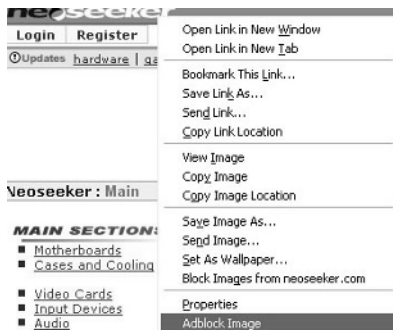 neoseeker
Login Register
Updates hardware | ga
Neoseeker : Main
MAIN SECTIONS
Motherboards
Cases and Cooling
Video Cards
Input Devices
Audio
Open Link in New Window
Open Link in New Tab
Bookmark This Link...
Save Link As...
Send Link...
Copy Link Location
View Image
Copy Image
Copy Image Location
Save Image As...
Send Image...
Set As Wallpaper...
Block Images from neoseeker.com
Properties
Adblock Image